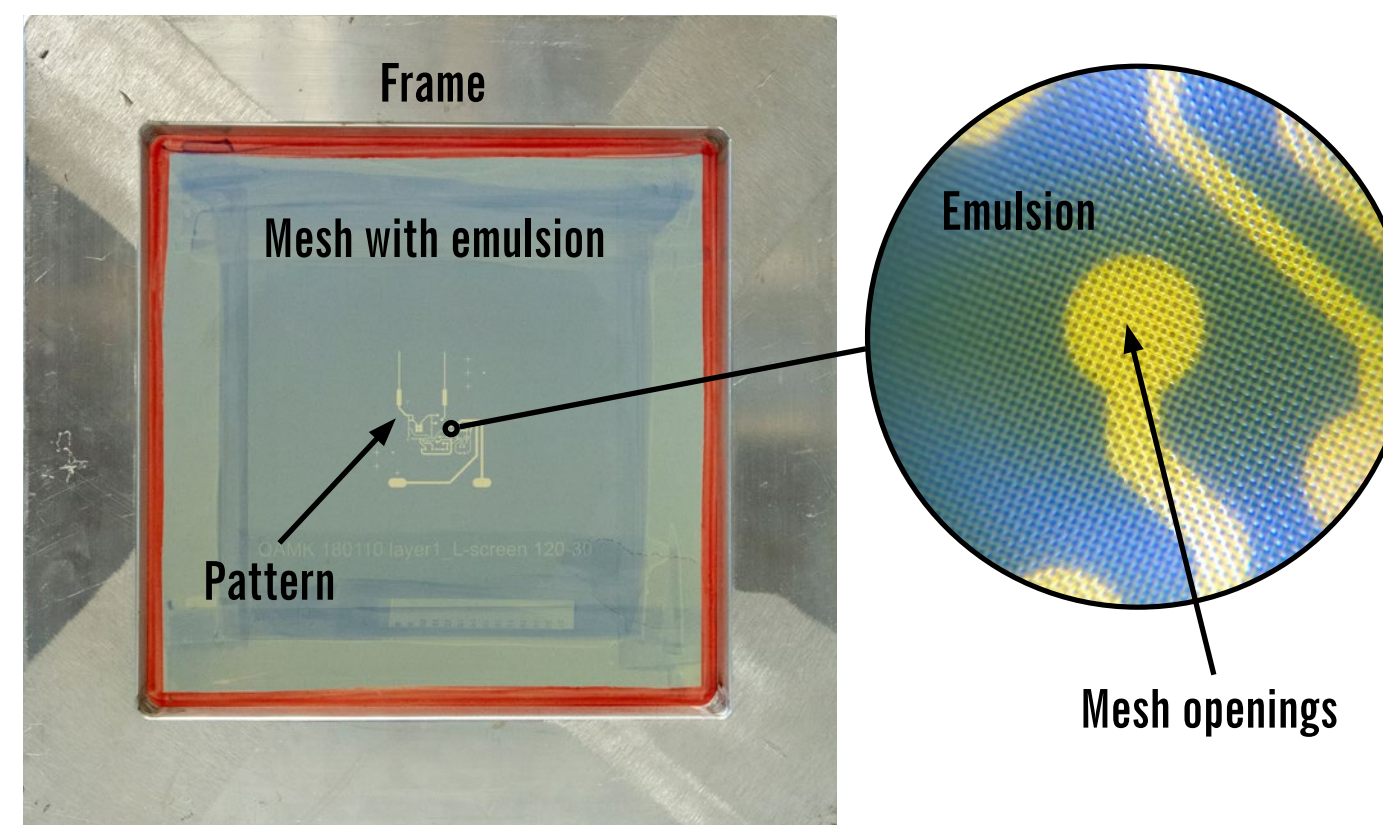 Frame
Mesh with emulsion
Emulsion
Pattern
OAMK 180110 layer1_L-screen 120-30
Mesh openings